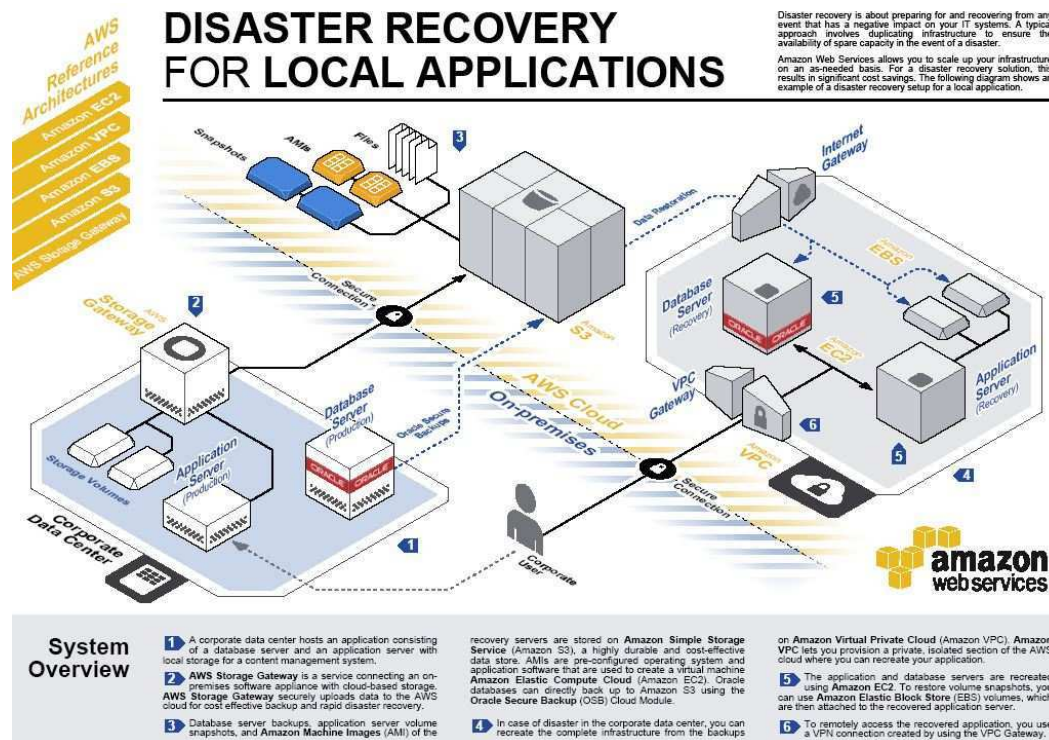 AWS
Reference
Architectures
Amazon EC2
Amazon VPC
Amazon EBS
Amazon S3
AWS Storage Gateway
DISASTER RECOVERY
FOR LOCAL APPLICATIONS
Disaster recovery is about preparing for and recovering from any
event that has a negative impact on your IT systems. A typical
approach involves duplicating infrastructure to ensure the
availability of spare capacity in the event of a disaster.
Amazon Web Services allows you to scale up your infrastructure
on an as-needed basis. For a disaster recovery solution, this
results in significant cost savings. The following diagram shows an
example of a disaster recovery setup for a local application.
Snapshots
AMIs
Files
3
Amazon
S3
Data Restoration
Internet
Gateway
Amazon
EBS
Database
Server
(Recovery)
ORACLE ORACLE
5
Amazon
EC2
Application
Server
(Recovery)
5
4
VPC
Gateway
6
Amazon
VPC
Secure
Connection
AWS Cloud
On-premises
Secure
Connection
2
AWS
Storage
Gateway
Storage Volumes
Application
Server
(Production)
Database
Server
(Production)
ORACLE ORACLE
Oracle Secure
Backups
1
Corporate
Data Center
Corporate
User
amazon
webservices
System
Overview
1 A corporate data center hosts an application consisting
of a database server and an application server with
local storage for a content management system.
2 AWS Storage Gateway is a service connecting an on-
premises software appliance with cloud-based storage.
AWS Storage Gateway securely uploads data to the AWS
cloud for cost effective backup and rapid disaster recovery.
3 Database server backups, application server volume
snapshots, and Amazon Machine Images (AMI) of the
recovery servers are stored on Amazon Simple Storage
Service (Amazon S3), a highly durable and cost-effective
data store. AMIs are pre-configured operating system and
application software that are used to create a virtual machine
Amazon Elastic Compute Cloud (Amazon EC2). Oracle
databases can directly back up to Amazon S3 using the
Oracle Secure Backup (OSB) Cloud Module.
4 In case of disaster in the corporate data center, you can
recreate the complete infrastructure from the backups
on Amazon Virtual Private Cloud (Amazon VPC). Amazon
VPC lets you provision a private, isolated section of the AWS
cloud where you can recreate your application.
5 The application and database servers are recreated
using Amazon EC2. To restore volume snapshots, you
can use Amazon Elastic Block Store (EBS) volumes, which
are then attached to the recovered application server.
6 To remotely access the recovered application, you use
a VPN connection created by using the VPC Gateway.